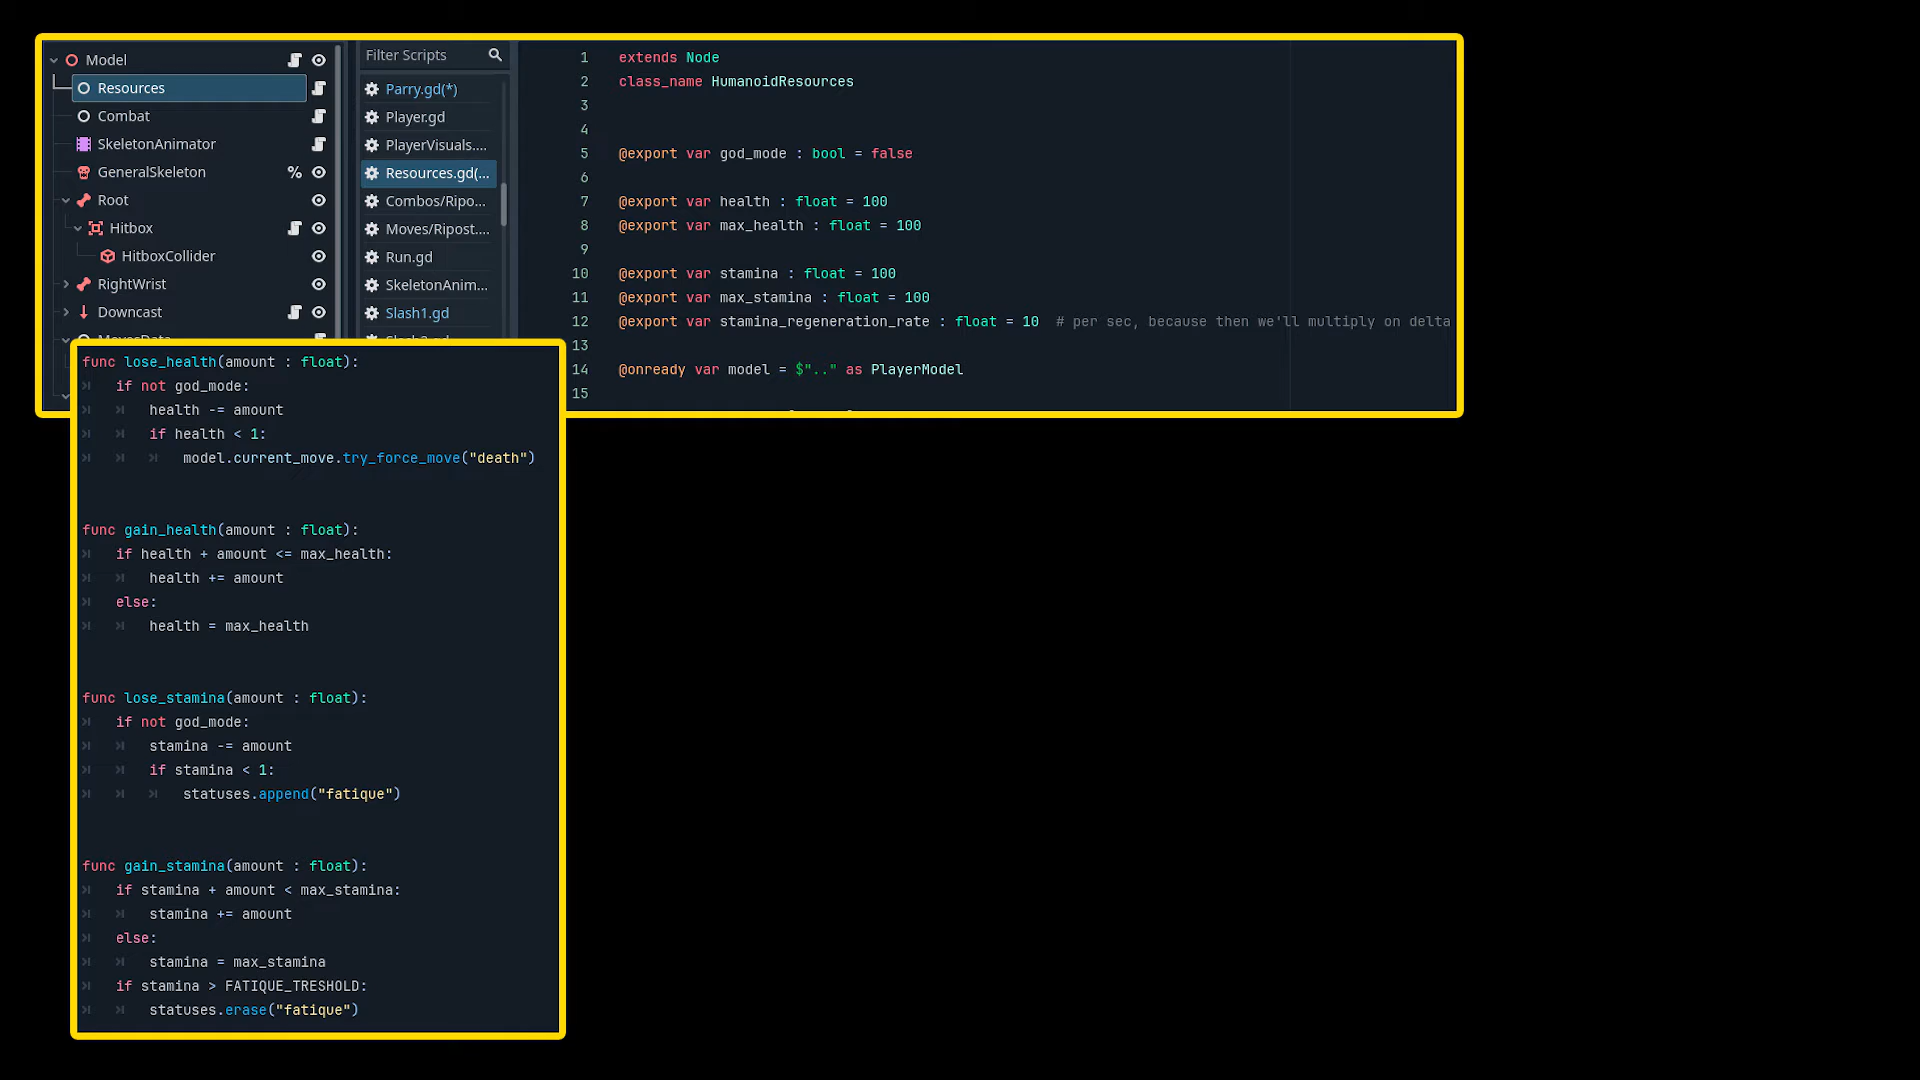 Model
Resources
Combat
SkeletonAnimator
GeneralSkeleton
%
Root
Hitbox
HitboxCollider
RightWrist
Downcast
MovesData
Filter Scripts
Parry.gd(*)
Player.gd
PlayerVisuals....
Resources.gd(...
Combos/Ripo...
Moves/Ripost....
Run.gd
SkeletonAnim...
Slash1.gd
1 extends Node
2 class_name HumanoidResources
3
4
5 @export var god_mode : bool = false
6
7 @export var health : float = 100
8 @export var max_health : float = 100
9
10 @export var stamina : float = 100
11 @export var max_stamina : float = 100
12 @export var stamina_regeneration_rate : float = 10  # per sec, because then we'll multiply on delta
13
14 @onready var model = $".." as PlayerModel
15
func lose_health(amount : float):
if not god_mode:
health -= amount
if health < 1:
model.current_move.try_force_move("death")
func gain_health(amount : float):
if health + amount <= max_health:
health += amount
else:
health = max_health
func lose_stamina(amount : float):
if not god_mode:
stamina -= amount
if stamina < 1:
statuses.append("fatique")
func gain_stamina(amount : float):
if stamina + amount < max_stamina:
stamina += amount
else:
stamina = max_stamina
if stamina > FATIQUE_TRESHOLD:
statuses.erase("fatique")